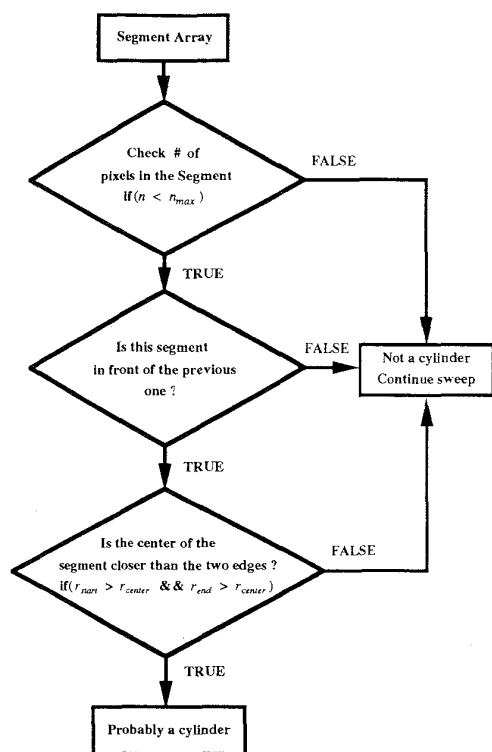 Segment Array
Check # of
pixels in the Segment
if(n < n_max )
FALSE
TRUE
Is this segment
in front of the previous
one ?
FALSE
Not a cylinder
Continue sweep
TRUE
Is the center of the
segment closer than the two edges ?
if(r_start > r_center && r_end > r_center)
FALSE
TRUE
Probably a cylinder